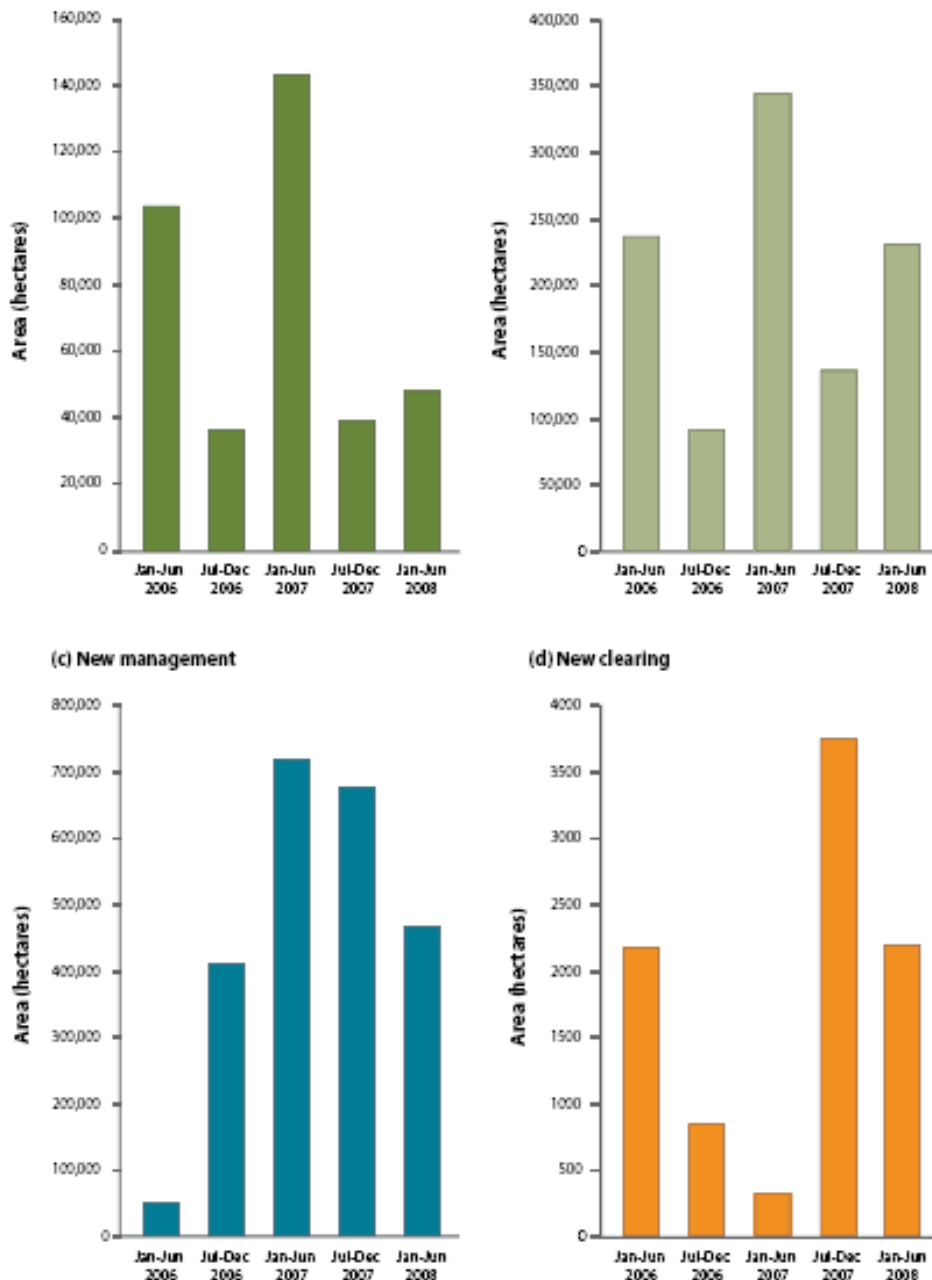 160,000
140,000
120,000
100,000
80,000
60,000
40,000
20,000
0
Area (hectares)
Jan-Jun Jul-Dec Jan-Jun Jul-Dec Jan-Jun
2006 2006 2007 2007 2008
400,000
350,000
300,000
250,000
200,000
150,000
100,000
50,000
0
Area (hectares)
Jan-Jun Jul-Dec Jan-Jun Jul-Dec Jan-Jun
2006 2006 2007 2007 2008
(c) New management
800,000
700,000
600,000
500,000
400,000
300,000
200,000
100,000
0
Area (hectares)
Jan-Jun Jul-Dec Jan-Jun Jul-Dec Jan-Jun
2006 2006 2007 2007 2008
(d) New clearing
4000
3500
3000
2500
2000
1500
1000
500
0
Area (hectares)
Jan-Jun Jul-Dec Jan-Jun Jul-Dec Jan-Jun
2006 2006 2007 2007 2008